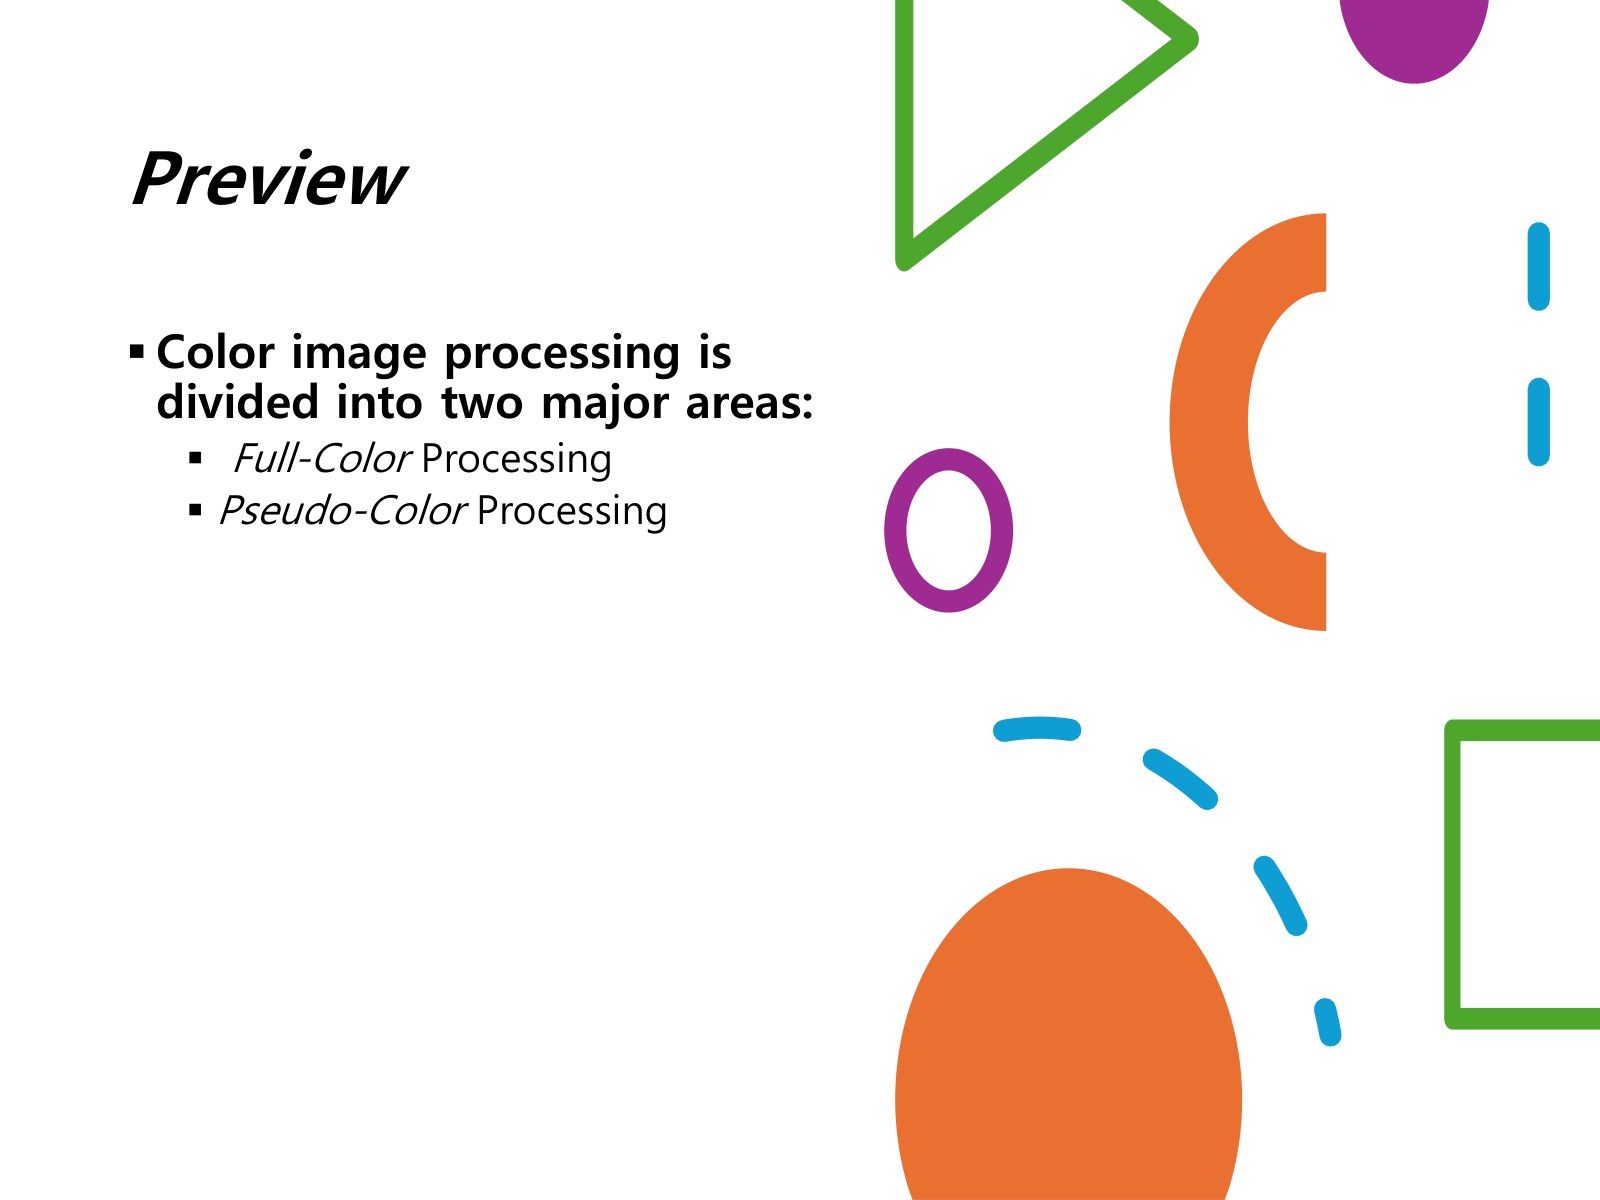 Preview
▪ Color image processing is
divided into two major areas:
▪ Full-Color Processing
▪ Pseudo-Color Processing